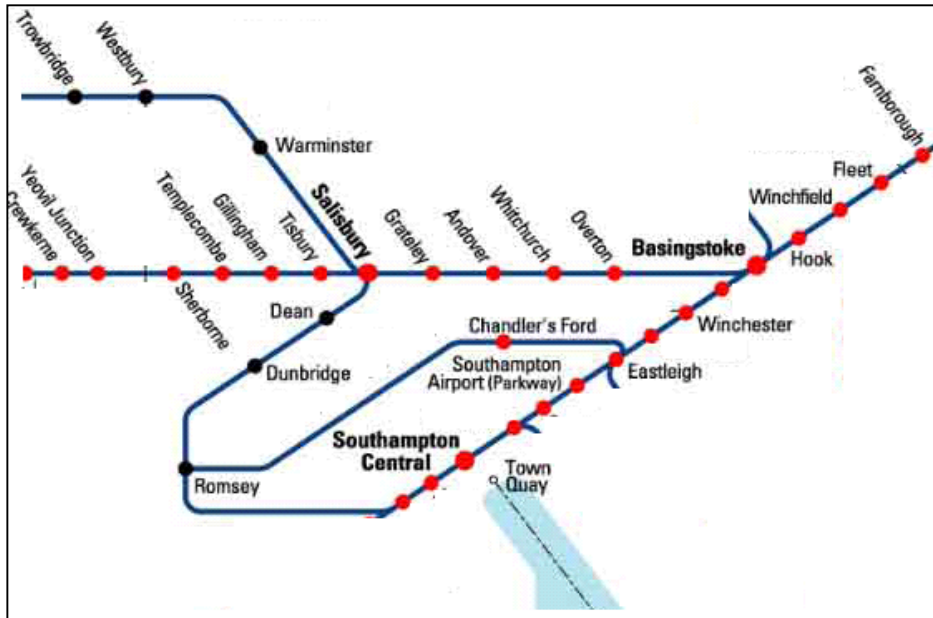 Trowbridge
Westbury
Warminster
Farnborough
Fleet
Winchfield
Hook
Crewkerne
Yeovil Junction
Templecombe
Gillingham
Tisbury
Salisbury
Grateley
Andover
Whitchurch
Overton
Basingstoke
Sherborne
Dean
Winchester
Chandler's Ford
Dunbridge
Southampton
Airport (Parkway)
Eastleigh
Southampton
Central
Romsey
Town
Quay